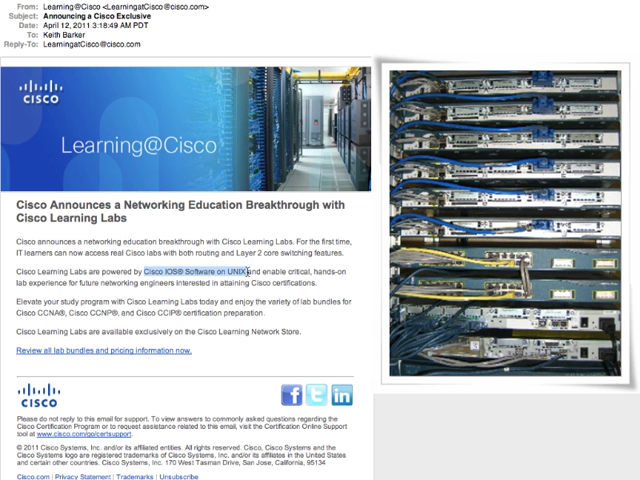 From: Learning@Cisco <LearningatCisco@cisco.com>
Subject: Announcing a Cisco Exclusive
Date: April 12, 2011 3:18:49 AM PDT
To: Keith Barker
Reply-To: LearningatCisco@cisco.com
CISCO
Learning@Cisco
Cisco Announces a Networking Education Breakthrough with
Cisco Learning Labs
Cisco announces a networking education breakthrough with Cisco Learning Labs. For the first time,
IT learners can now access real Cisco labs with both routing and Layer 2 core switching features.
Cisco Learning Labs are powered by Cisco IOS® Software on UNIX and enable critical, hands-on
lab experience for future networking engineers interested in attaining Cisco certifications.
Elevate your study program with Cisco Learning Labs today and enjoy the variety of lab bundles for
Cisco CCNA®, Cisco CCNP®, and Cisco CCIP® certification preparation.
Cisco Learning Labs are available exclusively on the Cisco Learning Network Store.
Review all lab bundles and pricing information now.
CISCO
f t in
Please do not reply to this email for support. To view answers to commonly asked questions regarding the
Cisco Certification Program or to request assistance related to this email, visit the Certification Online Support
tool at www.cisco.com/go/certsupport.
© 2011 Cisco Systems, Inc. and/or its affiliated entities. All rights reserved. Cisco, Cisco Systems and the
Cisco Systems logo are registered trademarks of Cisco Systems, Inc. and/or its affiliates in the United States
and certain other countries. Cisco Systems, Inc. 170 West Tasman Drive, San Jose, California, 95134
Cisco.com | Privacy Statement | Trademarks | Unsubscribe